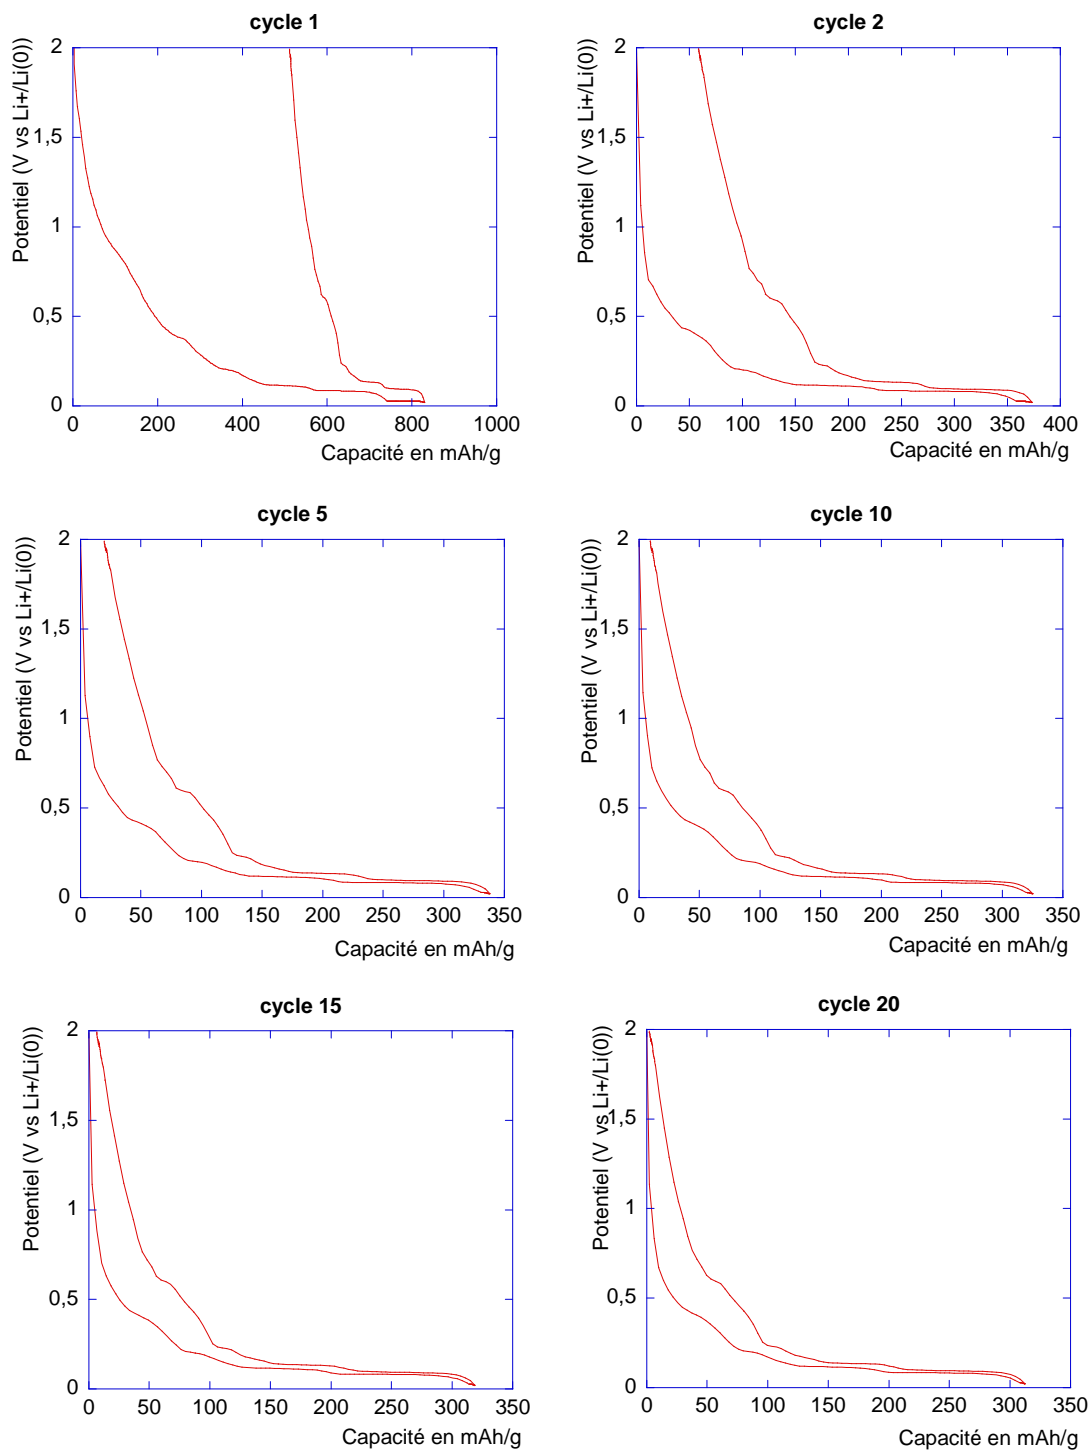 cycle 1
Potentiel (V vs Li+/Li(0))
2
1,5
1
0,5
0
0 200 400 600 800 1000
Capacité en mAh/g
cycle 2
Potentiel (V vs Li+/Li(0))
2
1,5
1
0,5
0
0 50 100 150 200 250 300 350 400
Capacité en mAh/g
cycle 5
Potentiel (V vs Li+/Li(0))
2
1,5
1
0,5
0
0 50 100 150 200 250 300 350
Capacité en mAh/g
cycle 10
Potentiel (V vs Li+/Li(0))
2
1,5
1
0,5
0
0 50 100 150 200 250 300 350
Capacité en mAh/g
cycle 15
Potentiel (V vs Li+/Li(0))
2
1,5
1
0,5
0
0 50 100 150 200 250 300 350
Capacité en mAh/g
cycle 20
Potentiel (V vs Li+/Li(0))
2
1,5
1
0,5
0
0 50 100 150 200 250 300 350
Capacité en mAh/g